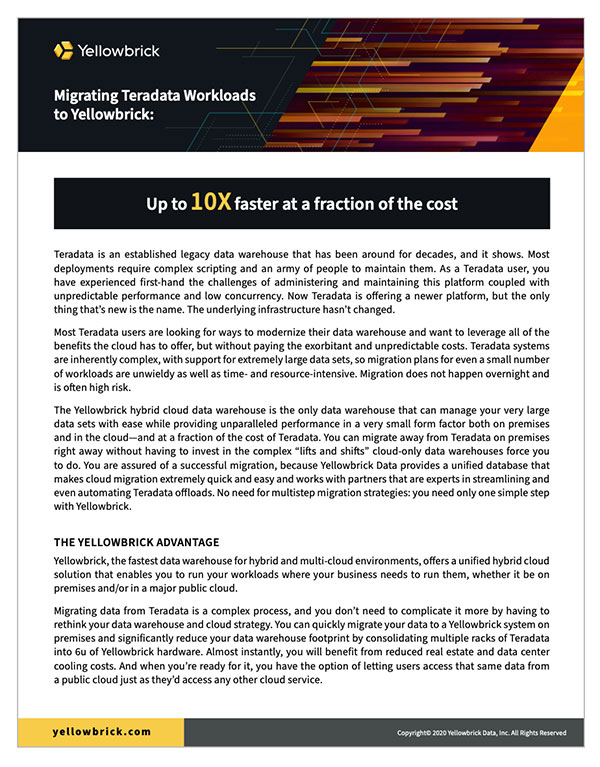 Yellowbrick
Migrating Teradata Workloads
to Yellowbrick:
Up to 10X faster at a fraction of the cost
Teradata is an established legacy data warehouse that has been around for decades, and it shows. Most
deployments require complex scripting and an army of people to maintain them. As a Teradata user, you
have experienced first-hand the challenges of administering and maintaining this platform coupled with
unpredictable performance and low concurrency. Now Teradata is offering a newer platform, but the only
thing that’s new is the name. The underlying infrastructure hasn’t changed.
Most Teradata users are looking for ways to modernize their data warehouse and want to leverage all of the
benefits the cloud has to offer, but without paying the exorbitant and unpredictable costs. Teradata systems
are inherently complex, with support for extremely large data sets, so migration plans for even a small number
of workloads are unwieldy as well as time- and resource-intensive. Migration does not happen overnight and
is often high risk.
The Yellowbrick hybrid cloud data warehouse is the only data warehouse that can manage your very large
data sets with ease while providing unparalleled performance in a very small form factor both on premises
and in the cloud—and at a fraction of the cost of Teradata. You can migrate away from Teradata on premises
right away without having to invest in the complex “lifts and shifts” cloud-only data warehouses force you
to do. You are assured of a successful migration, because Yellowbrick Data provides a unified database that
makes cloud migration extremely quick and easy and works with partners that are experts in streamlining and
even automating Teradata offloads. No need for multistep migration strategies: you need only one simple step
with Yellowbrick.
THE YELLOWBRICK ADVANTAGE
Yellowbrick, the fastest data warehouse for hybrid and multi-cloud environments, offers a unified hybrid cloud
solution that enables you to run your workloads where your business needs to run them, whether it be on
premises and/or in a major public cloud.
Migrating data from Teradata is a complex process, and you don’t need to complicate it more by having to
rethink your data warehouse and cloud strategy. You can quickly migrate your data to a Yellowbrick system on
premises and significantly reduce your data warehouse footprint by consolidating multiple racks of Teradata
into 6u of Yellowbrick hardware. Almost instantly, you will benefit from reduced real estate and data center
cooling costs. And when you’re ready for it, you have the option of letting users access that same data from
a public cloud just as they’d access any other cloud service.
yellowbrick.com
Copyright© 2020 Yellowbrick Data, Inc. All Rights Reserved